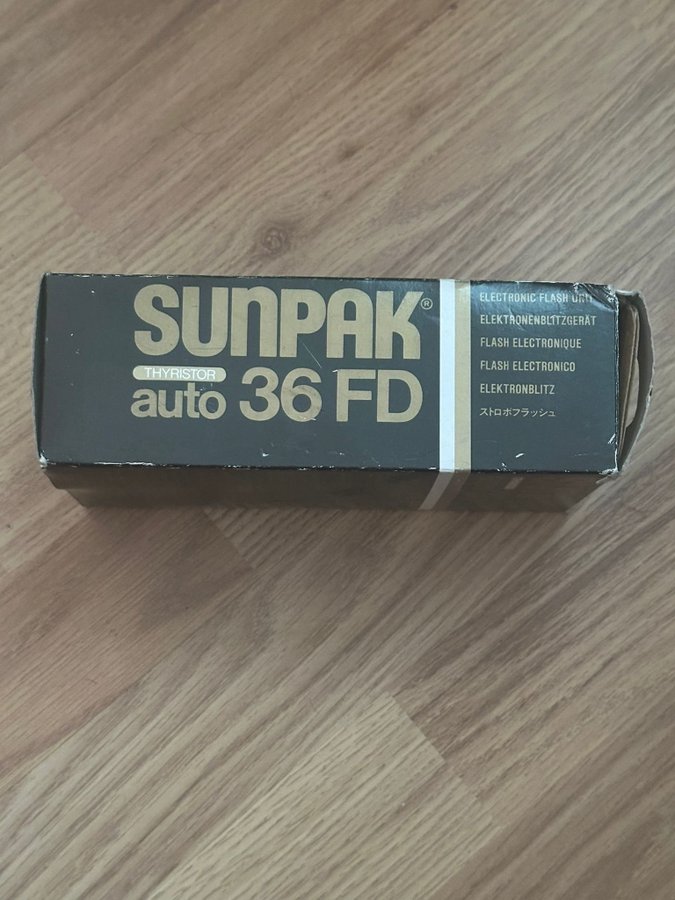 SUNPAK®
THYRISTOR
auto 36 FD
ELECTRONIC FLASH UNIT
ELEKTRONENBLITZGERÄT
FLASH ELECTRONIQUE
FLASH ELECTRONICO
ELEKTRONBLITZ
ストロボフラッシュ